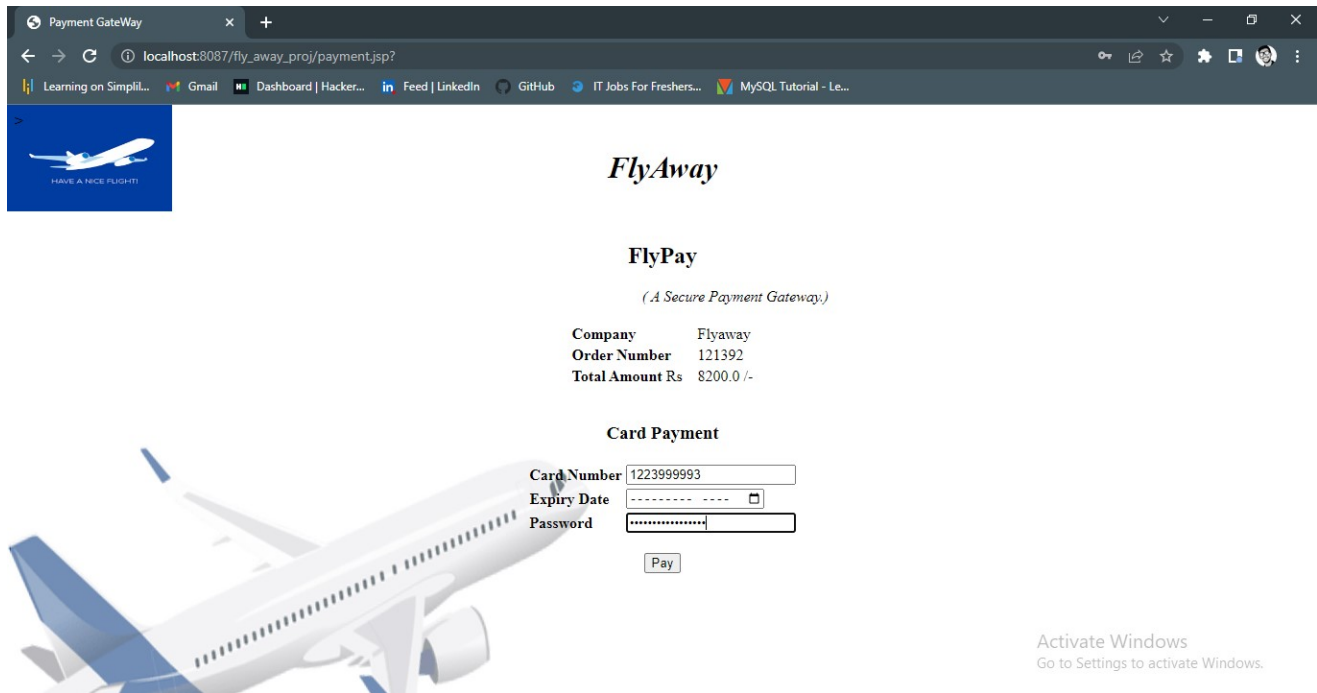 Payment GateWay
localhost:8087/fly_away_proj/payment.jsp?
Learning on Simplil... Gmail Dashboard | Hacker... Feed | LinkedIn GitHub IT Jobs For Freshers... MySQL Tutorial - Le...
>
HAVE A NICE FLIGHT!
FlyAway
FlyPay
( A Secure Payment Gateway.)
Company Flyaway
Order Number 121392
Total Amount Rs 8200.0 /-
Card Payment
Card Number 1223999993
Expiry Date --------- ----
Password •••••••••••••••••
Pay
Activate Windows
Go to Settings to activate Windows.